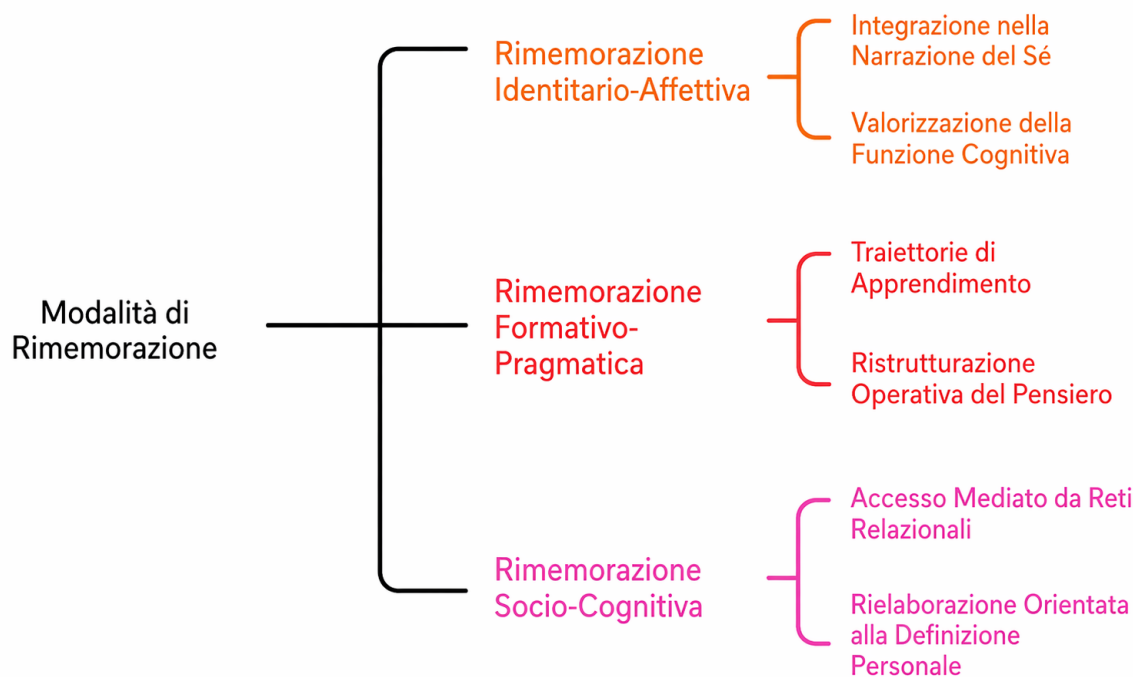 Modalità di
Rimemorazione
Rimemorazione
Identitario-Affettiva
Integrazione nella
Narrazione del Sé
Valorizzazione della
Funzione Cognitiva
Rimemorazione
Formativo-
Pragmatica
Traiettorie di
Apprendimento
Ristrutturazione
Operativa del Pensiero
Rimemorazione
Socio-Cognitiva
Accesso Mediato da Reti
Relazionali
Rielaborazione Orientata
alla Definizione
Personale